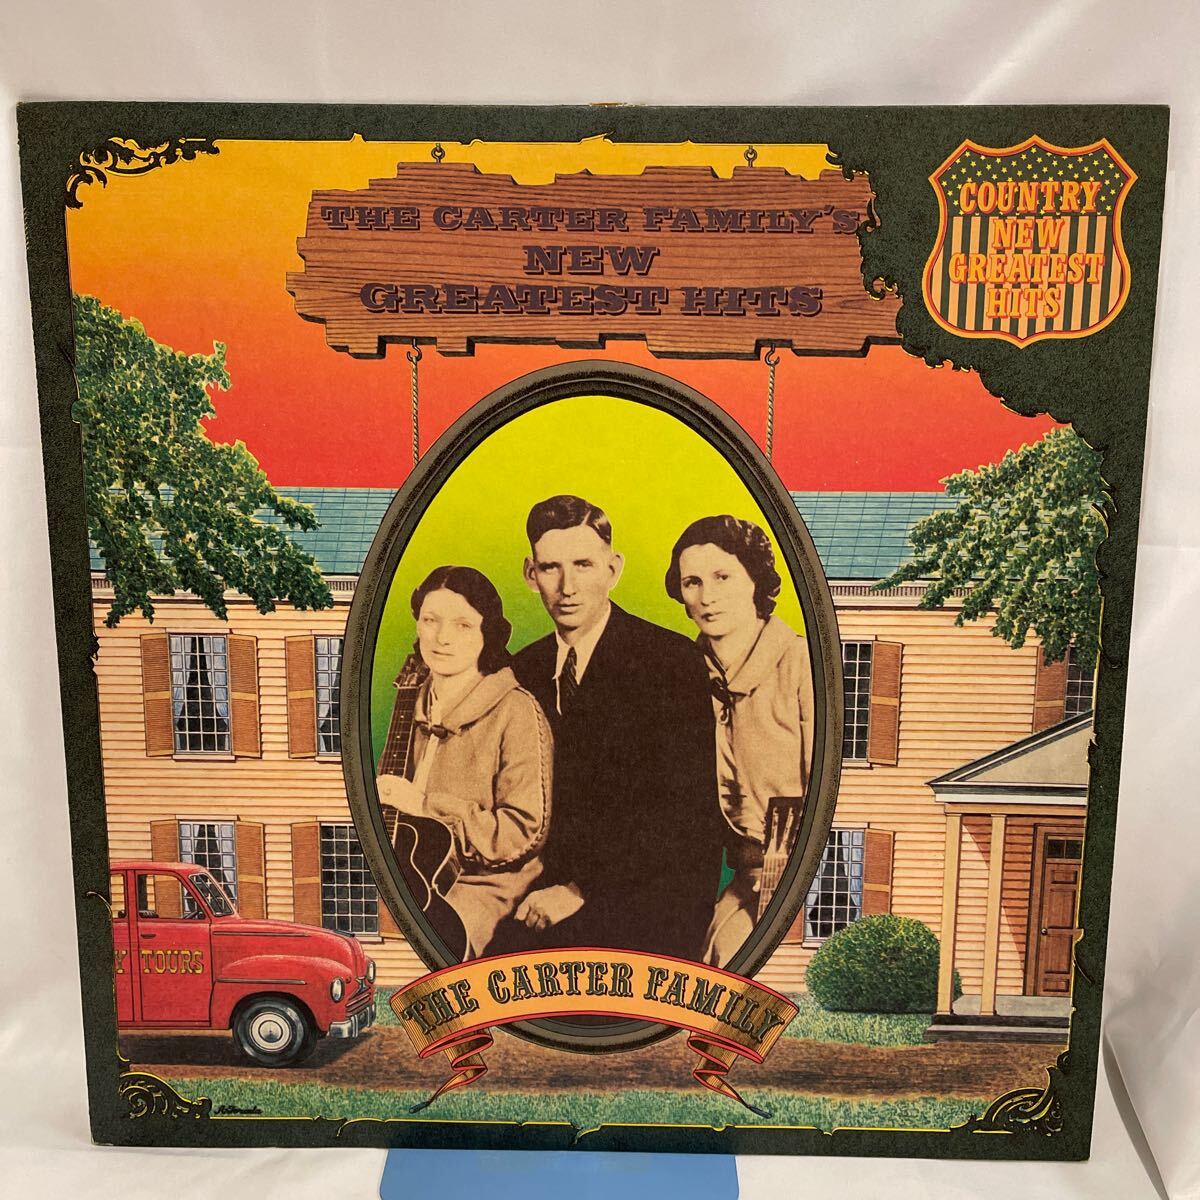 THE CARTER FAMILY'S
NEW
GREATEST HITS
COUNTRY
NEW
GREATEST
HITS
Y TOURS
THE CARTER FAMILY